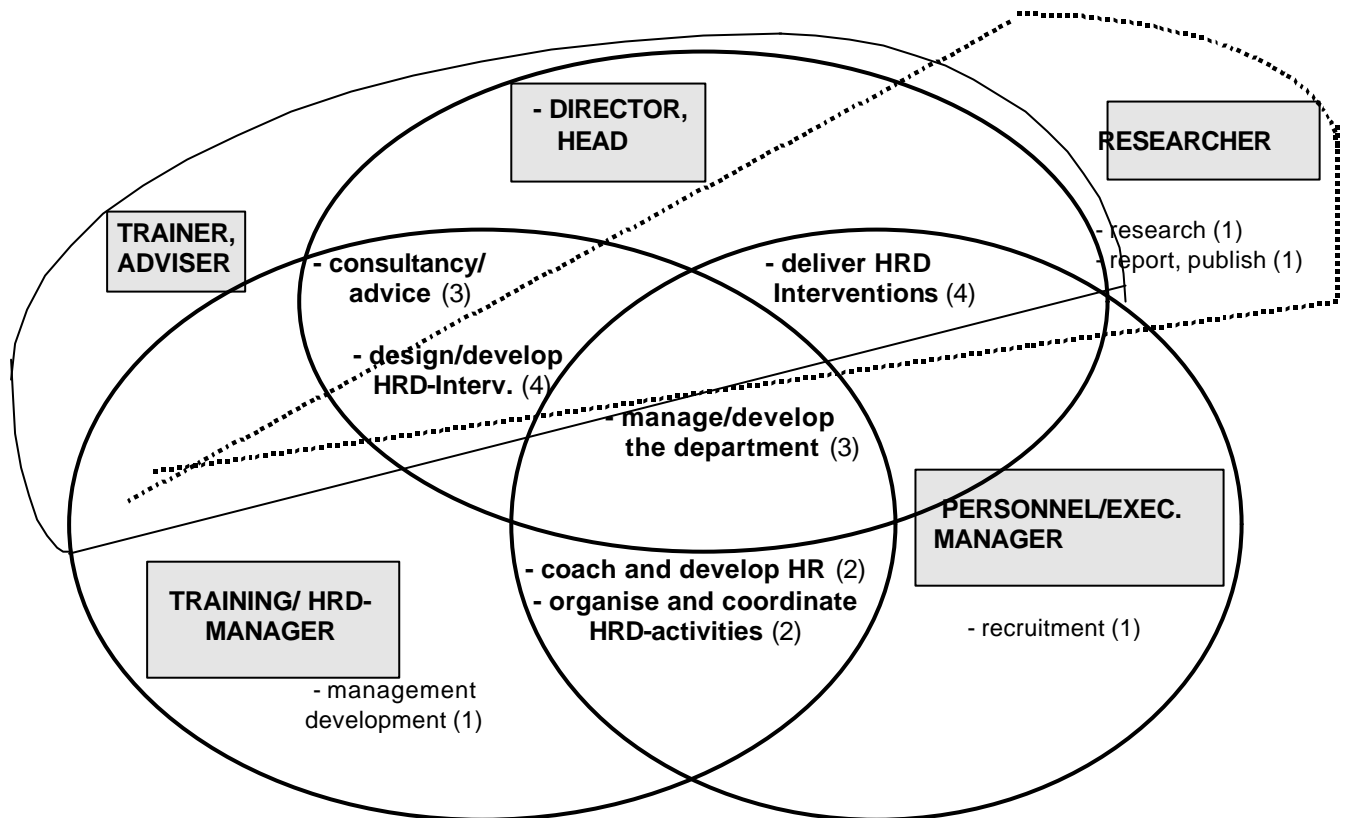 - DIRECTOR,
HEAD
RESEARCHER
TRAINER,
ADVISER
- research (1)
- report, publish (1)
- consultancy/
advice (3)
- deliver HRD
Interventions (4)
- design/develop
HRD-Interv. (4)
- manage/develop
the department (3)
PERSONNEL/EXEC.
MANAGER
- coach and develop HR (2)
- organise and coordinate
HRD-activities (2)
TRAINING/ HRD-
MANAGER
- recruitment (1)
- management
development (1)